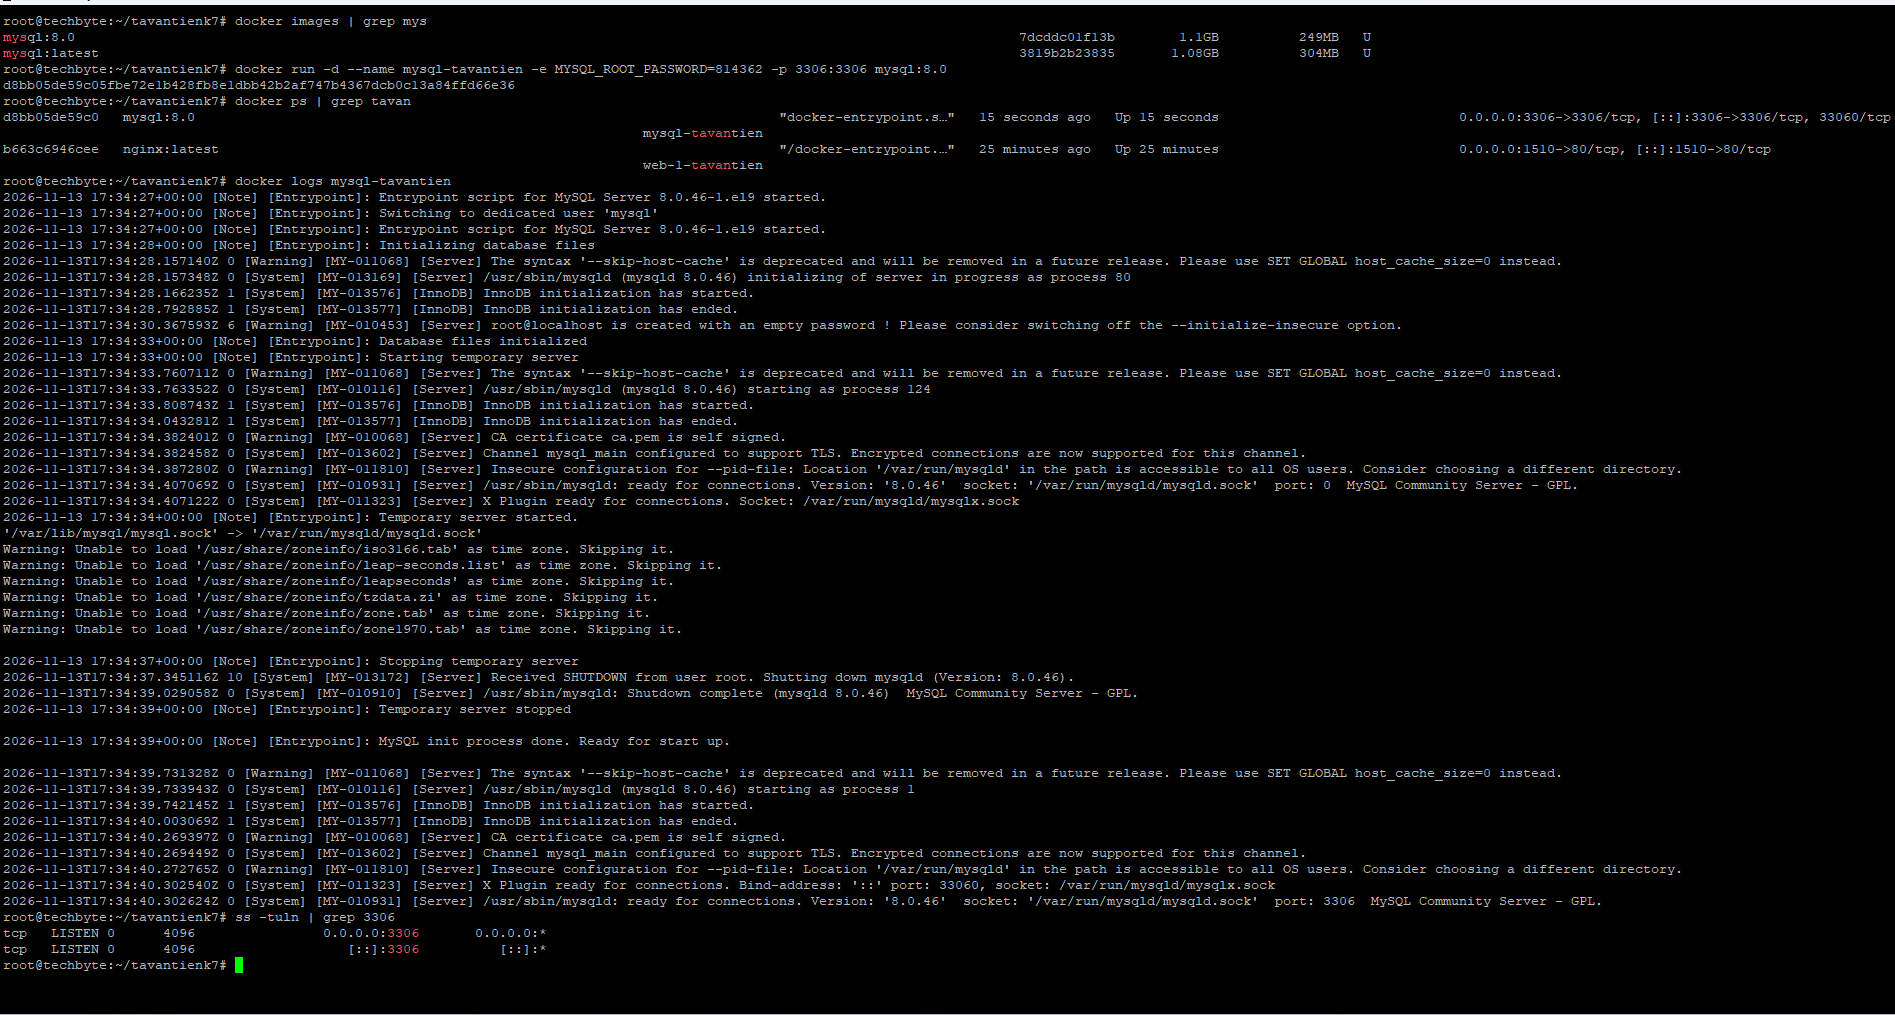 root@techbyte:~/tavantienk7# docker images | grep mys
mysql:8.0 7dcddc01f13b 1.1GB 249MB U
mysql:latest 3819b2b23835 1.08GB 304MB U
root@techbyte:~/tavantienk7# docker run -d --name mysql-tavantien -e MYSQL_ROOT_PASSWORD=814362 -p 3306:3306 mysql:8.0
d8bb05de59c05fbe72e1b428fb8e1dbb42b2af747b4367dcb0c13a84ffd66e36
root@techbyte:~/tavantienk7# docker ps | grep tavan
d8bb05de59c0 mysql:8.0 "docker-entrypoint.s…" 15 seconds ago Up 15 seconds 0.0.0.0:3306->3306/tcp, [::]:3306->3306/tcp, 33060/tcp
mysql-tavantien
b663c6946cee nginx:latest "/docker-entrypoint.…" 25 minutes ago Up 25 minutes 0.0.0.0:1510->80/tcp, [::]:1510->80/tcp
web-1-tavantien
root@techbyte:~/tavantienk7# docker logs mysql-tavantien
2026-11-13 17:34:27+00:00 [Note] [Entrypoint]: Entrypoint script for MySQL Server 8.0.46-1.el9 started.
2026-11-13 17:34:27+00:00 [Note] [Entrypoint]: Switching to dedicated user 'mysql'
2026-11-13 17:34:27+00:00 [Note] [Entrypoint]: Entrypoint script for MySQL Server 8.0.46-1.el9 started.
2026-11-13 17:34:28+00:00 [Note] [Entrypoint]: Initializing database files
2026-11-13T17:34:28.157140Z 0 [Warning] [MY-011068] [Server] The syntax '--skip-host-cache' is deprecated and will be removed in a future release. Please use SET GLOBAL host_cache_size=0 instead.
2026-11-13T17:34:28.157348Z 0 [System] [MY-013169] [Server] /usr/sbin/mysqld (mysqld 8.0.46) initializing of server in progress as process 80
2026-11-13T17:34:28.166235Z 1 [System] [MY-013576] [InnoDB] InnoDB initialization has started.
2026-11-13T17:34:28.792885Z 1 [System] [MY-013577] [InnoDB] InnoDB initialization has ended.
2026-11-13T17:34:30.367593Z 6 [Warning] [MY-010453] [Server] root@localhost is created with an empty password ! Please consider switching off the --initialize-insecure option.
2026-11-13 17:34:33+00:00 [Note] [Entrypoint]: Database files initialized
2026-11-13 17:34:33+00:00 [Note] [Entrypoint]: Starting temporary server
2026-11-13T17:34:33.760711Z 0 [Warning] [MY-011068] [Server] The syntax '--skip-host-cache' is deprecated and will be removed in a future release. Please use SET GLOBAL host_cache_size=0 instead.
2026-11-13T17:34:33.763352Z 0 [System] [MY-010116] [Server] /usr/sbin/mysqld (mysqld 8.0.46) starting as process 124
2026-11-13T17:34:33.808743Z 1 [System] [MY-013576] [InnoDB] InnoDB initialization has started.
2026-11-13T17:34:34.043281Z 1 [System] [MY-013577] [InnoDB] InnoDB initialization has ended.
2026-11-13T17:34:34.382401Z 0 [Warning] [MY-010068] [Server] CA certificate ca.pem is self signed.
2026-11-13T17:34:34.382458Z 0 [System] [MY-013602] [Server] Channel mysql_main configured to support TLS. Encrypted connections are now supported for this channel.
2026-11-13T17:34:34.387280Z 0 [Warning] [MY-011810] [Server] Insecure configuration for --pid-file: Location '/var/run/mysqld' in the path is accessible to all OS users. Consider choosing a different directory.
2026-11-13T17:34:34.407069Z 0 [System] [MY-010931] [Server] /usr/sbin/mysqld: ready for connections. Version: '8.0.46' socket: '/var/run/mysqld/mysqld.sock' port: 0 MySQL Community Server - GPL.
2026-11-13T17:34:34.407122Z 0 [System] [MY-011323] [Server] X Plugin ready for connections. Socket: /var/run/mysqld/mysqlx.sock
2026-11-13 17:34:34+00:00 [Note] [Entrypoint]: Temporary server started.
'/var/lib/mysql/mysql.sock' -> '/var/run/mysqld/mysqld.sock'
Warning: Unable to load '/usr/share/zoneinfo/iso3166.tab' as time zone. Skipping it.
Warning: Unable to load '/usr/share/zoneinfo/leap-seconds.list' as time zone. Skipping it.
Warning: Unable to load '/usr/share/zoneinfo/leapseconds' as time zone. Skipping it.
Warning: Unable to load '/usr/share/zoneinfo/tzdata.zi' as time zone. Skipping it.
Warning: Unable to load '/usr/share/zoneinfo/zone.tab' as time zone. Skipping it.
Warning: Unable to load '/usr/share/zoneinfo/zone1970.tab' as time zone. Skipping it.
2026-11-13 17:34:37+00:00 [Note] [Entrypoint]: Stopping temporary server
2026-11-13T17:34:37.345116Z 10 [System] [MY-013172] [Server] Received SHUTDOWN from user root. Shutting down mysqld (Version: 8.0.46).
2026-11-13T17:34:39.029058Z 0 [System] [MY-010910] [Server] /usr/sbin/mysqld: Shutdown complete (mysqld 8.0.46) MySQL Community Server - GPL.
2026-11-13 17:34:39+00:00 [Note] [Entrypoint]: Temporary server stopped
2026-11-13 17:34:39+00:00 [Note] [Entrypoint]: MySQL init process done. Ready for start up.
2026-11-13T17:34:39.731328Z 0 [Warning] [MY-011068] [Server] The syntax '--skip-host-cache' is deprecated and will be removed in a future release. Please use SET GLOBAL host_cache_size=0 instead.
2026-11-13T17:34:39.733943Z 0 [System] [MY-010116] [Server] /usr/sbin/mysqld (mysqld 8.0.46) starting as process 1
2026-11-13T17:34:39.742145Z 1 [System] [MY-013576] [InnoDB] InnoDB initialization has started.
2026-11-13T17:34:40.003069Z 1 [System] [MY-013577] [InnoDB] InnoDB initialization has ended.
2026-11-13T17:34:40.269397Z 0 [Warning] [MY-010068] [Server] CA certificate ca.pem is self signed.
2026-11-13T17:34:40.269449Z 0 [System] [MY-013602] [Server] Channel mysql_main configured to support TLS. Encrypted connections are now supported for this channel.
2026-11-13T17:34:40.272765Z 0 [Warning] [MY-011810] [Server] Insecure configuration for --pid-file: Location '/var/run/mysqld' in the path is accessible to all OS users. Consider choosing a different directory.
2026-11-13T17:34:40.302540Z 0 [System] [MY-011323] [Server] X Plugin ready for connections. Bind-address: '::' port: 33060, socket: /var/run/mysqld/mysqlx.sock
2026-11-13T17:34:40.302624Z 0 [System] [MY-010931] [Server] /usr/sbin/mysqld: ready for connections. Version: '8.0.46' socket: '/var/run/mysqld/mysqld.sock' port: 3306 MySQL Community Server - GPL.
root@techbyte:~/tavantienk7# ss -tuln | grep 3306
tcp LISTEN 0 4096 0.0.0.0:3306 0.0.0.0:*
tcp LISTEN 0 4096 [::]:3306 [::]:*
root@techbyte:~/tavantienk7#